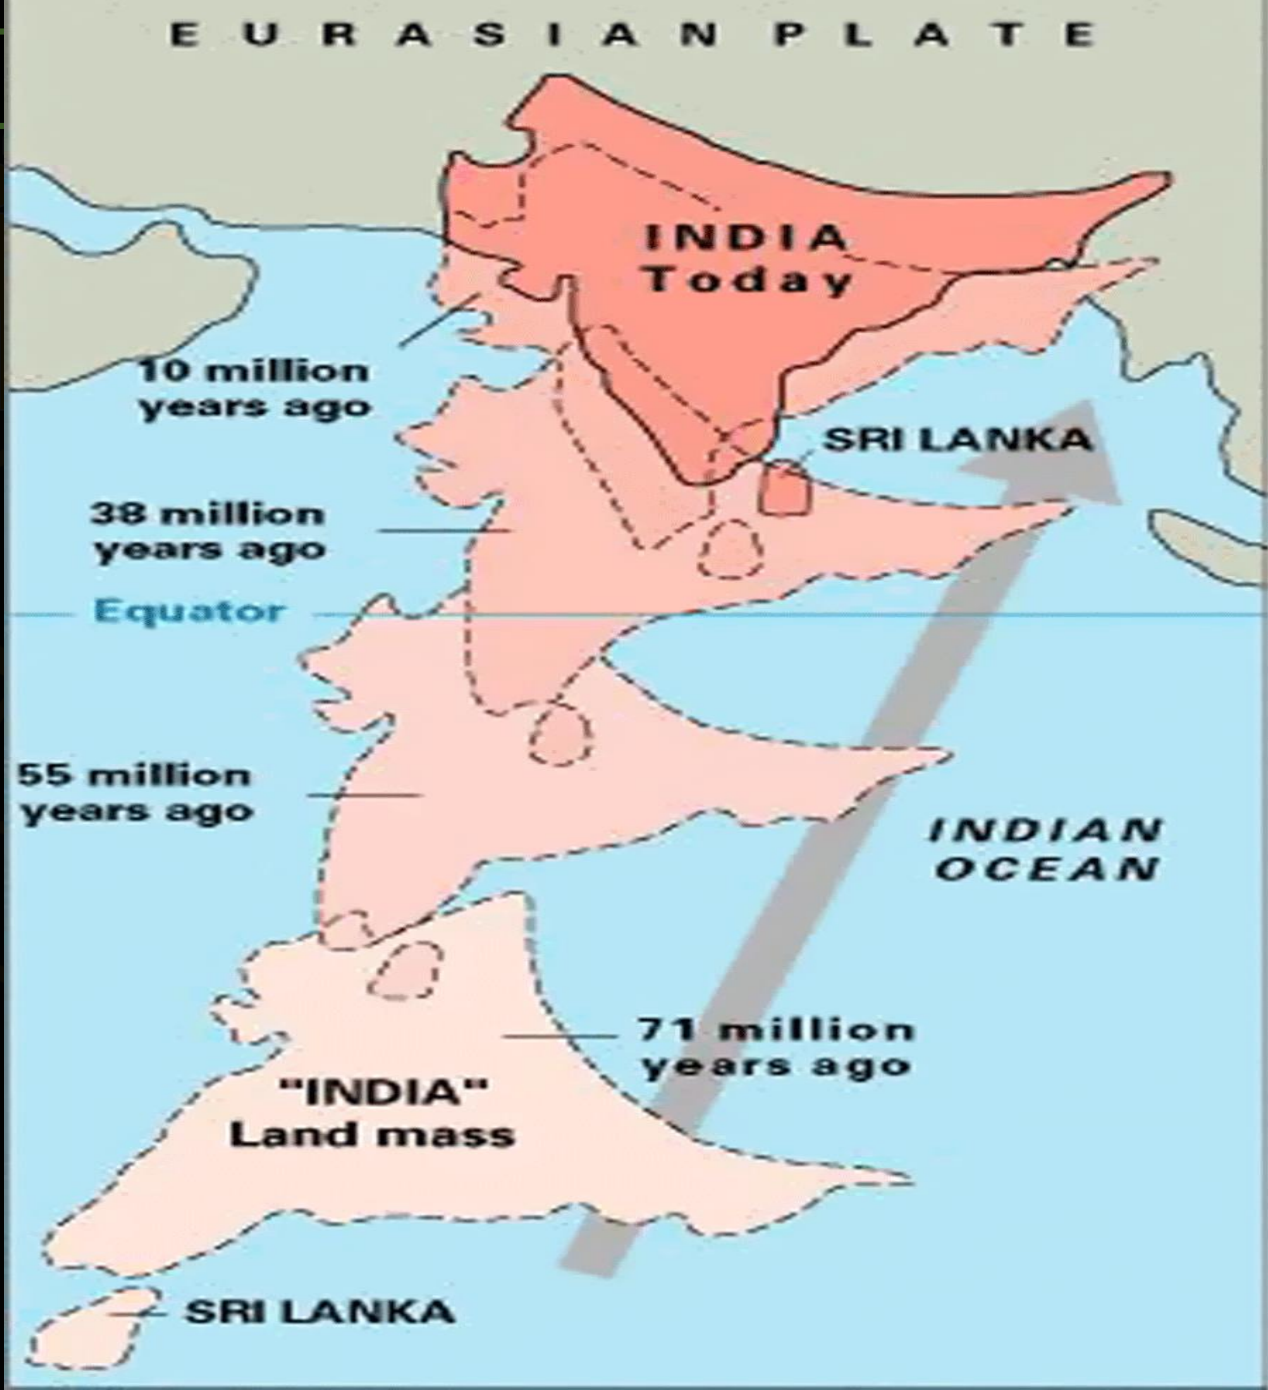 EURASIAN PLATE
INDIA
Today
10 million
years ago
SRI LANKA
38 million
years ago
Equator
55 million
years ago
INDIAN
OCEAN
71 million
years ago
"INDIA"
Land mass
SRI LANKA